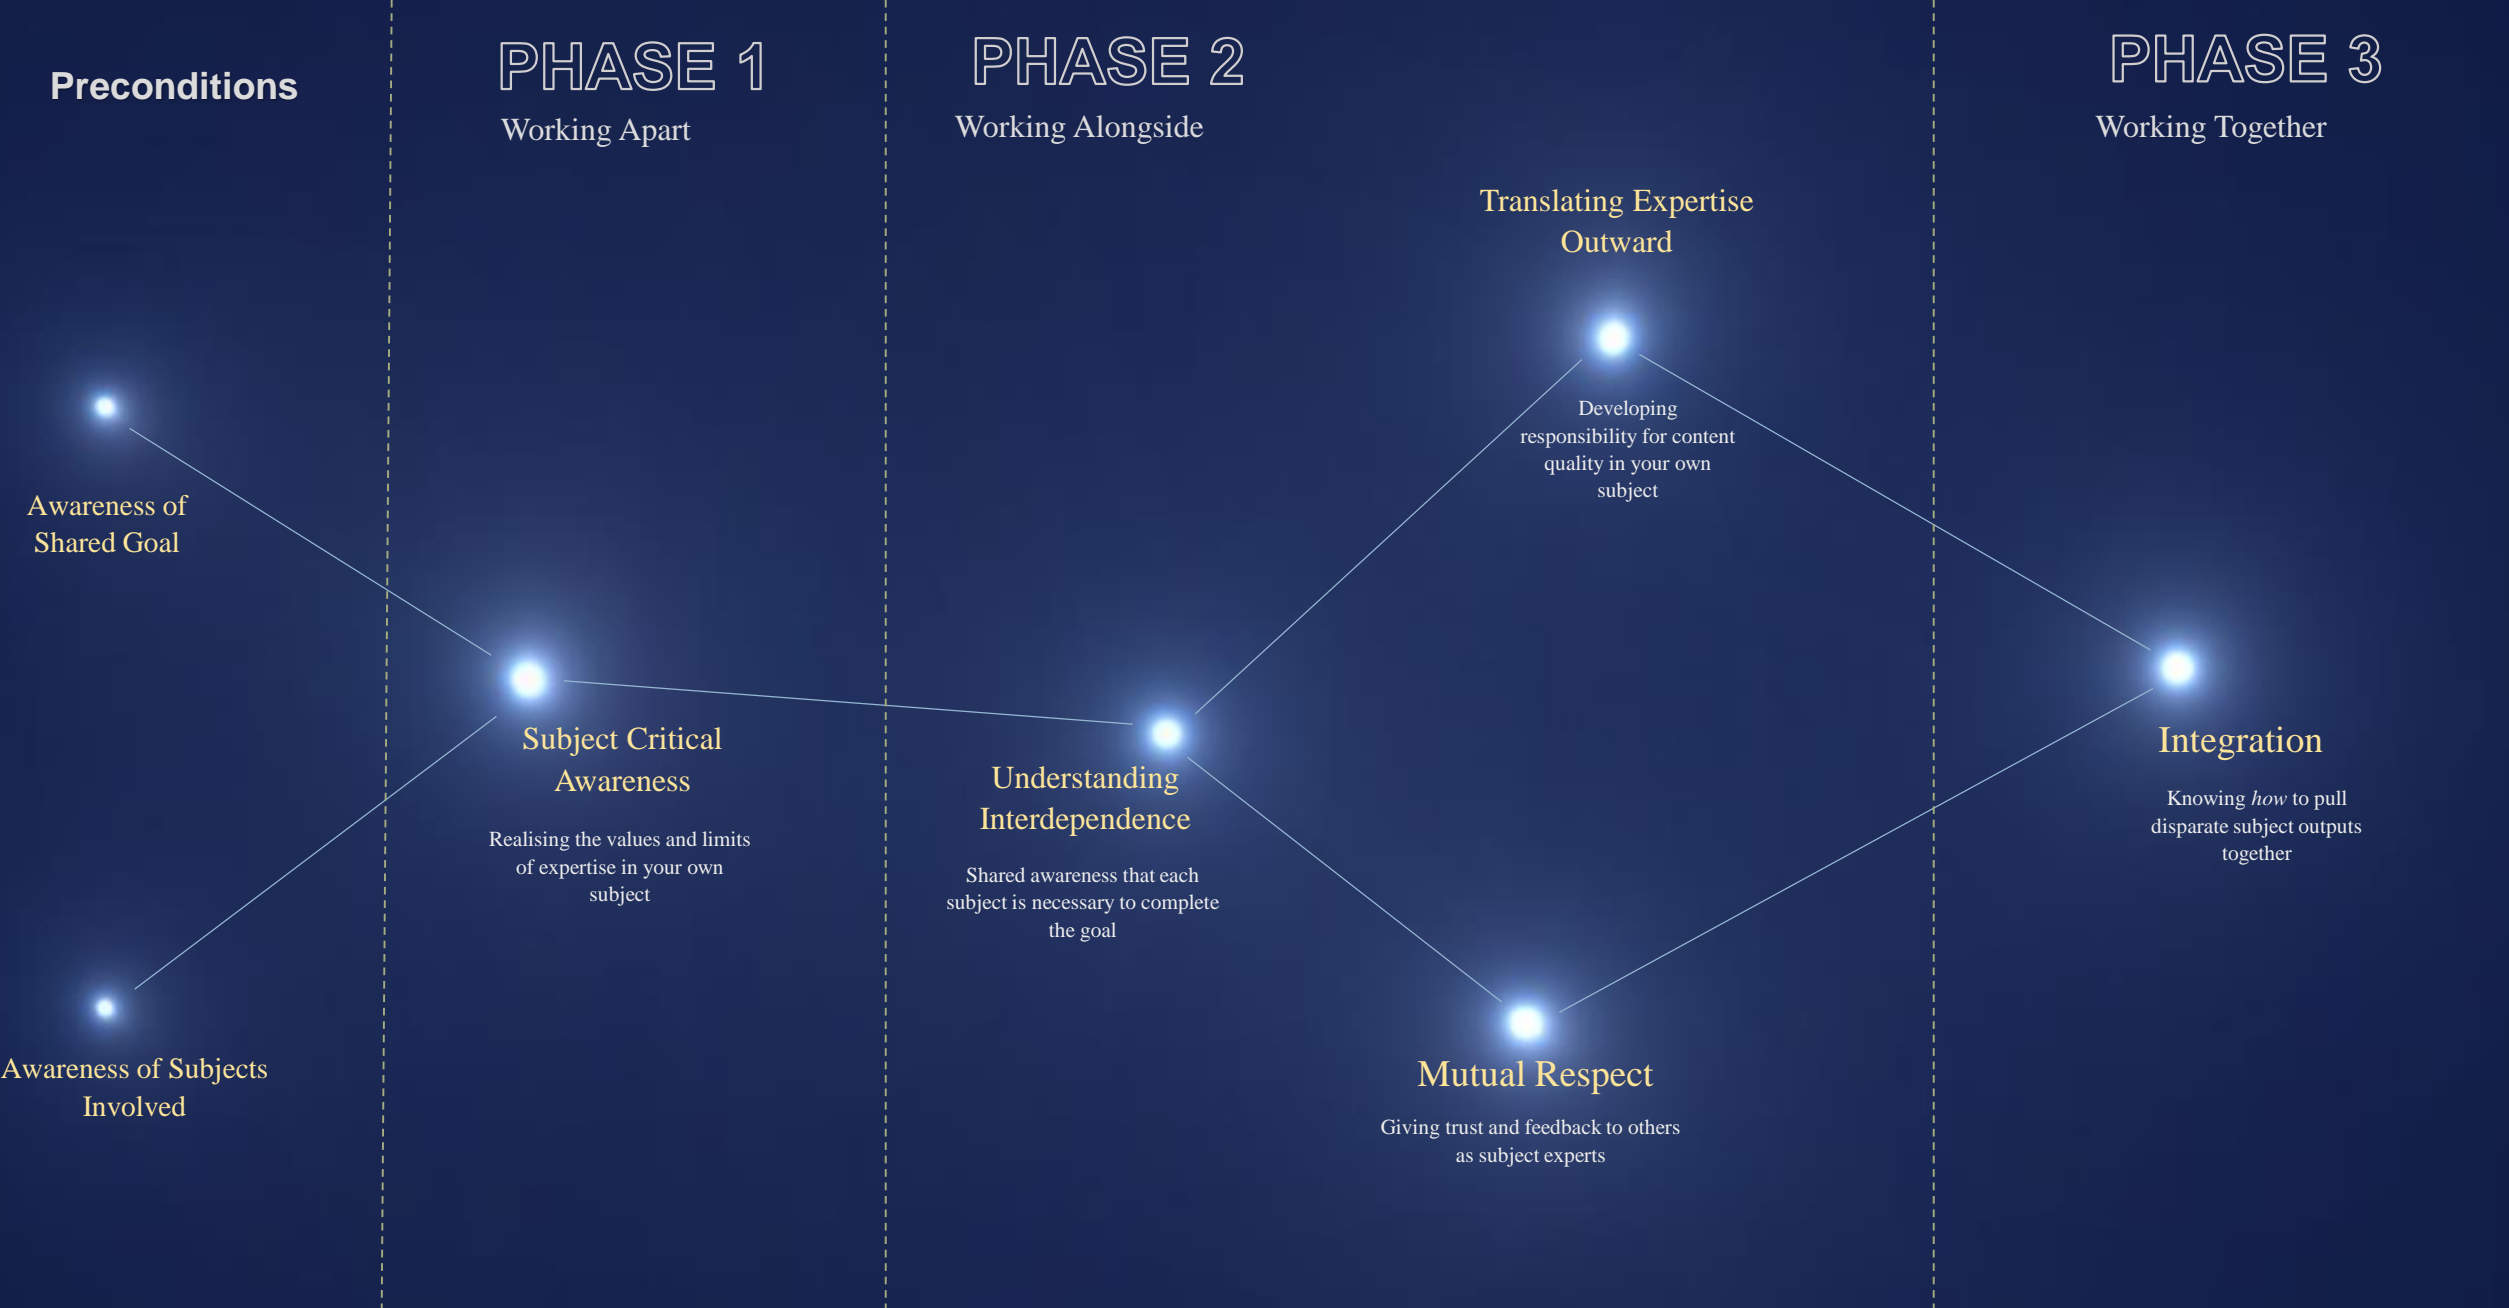 Preconditions
PHASE 1
Working Apart
PHASE 2
Working Alongside
PHASE 3
Working Together
Awareness of
Shared Goal
Awareness of Subjects
Involved
Subject Critical
Awareness
Realising the values and limits
of expertise in your own
subject
Understanding
Interdependence
Shared awareness that each
subject is necessary to complete
the goal
Translating Expertise
Outward
Developing
responsibility for content
quality in your own
subject
Mutual Respect
Giving trust and feedback to others
as subject experts
Integration
Knowing how to pull
disparate subject outputs
together